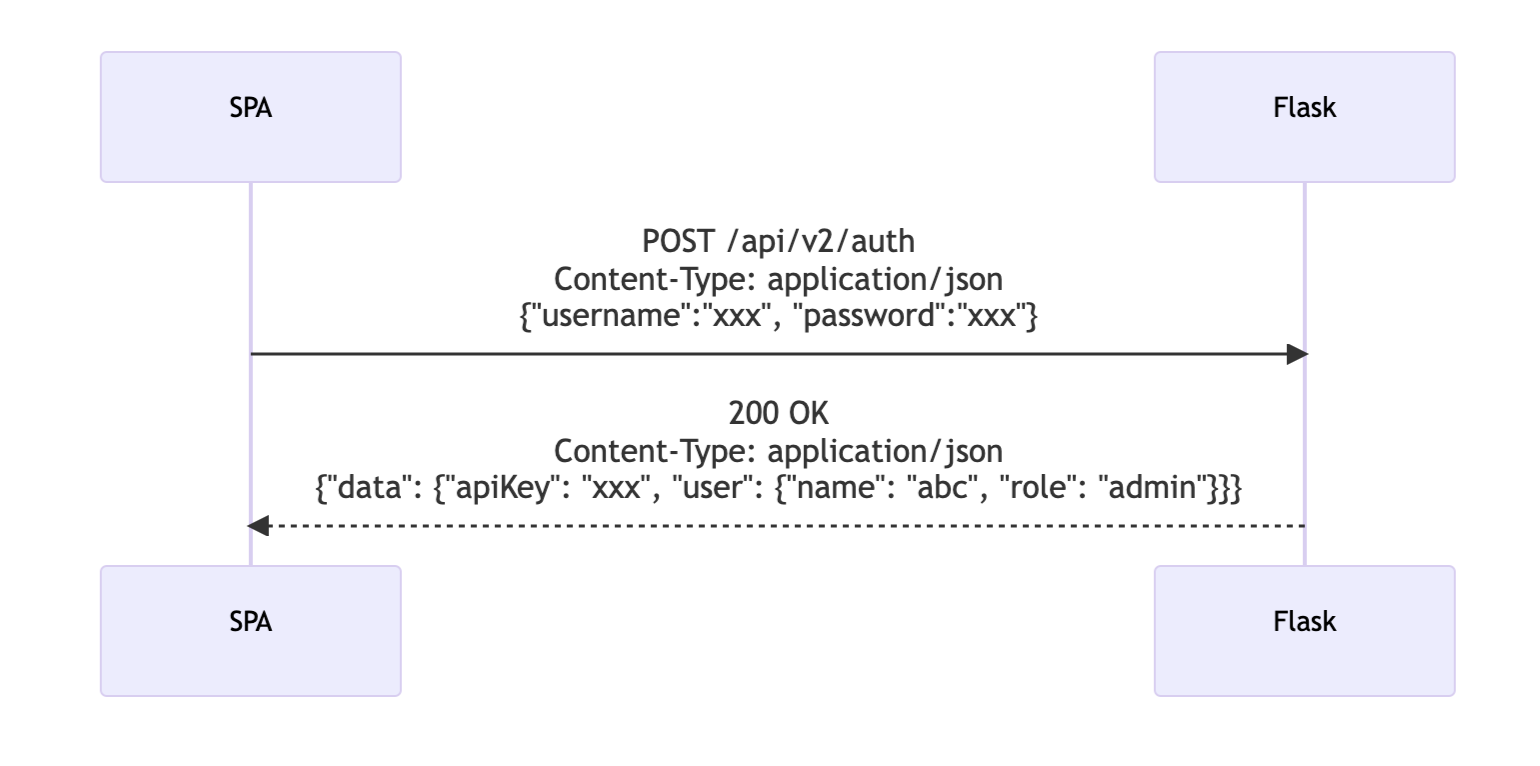 SPA
Flask
POST /api/v2/auth
Content-Type: application/json
{"username":"xxx", "password":"xxx"}
200 OK
Content-Type: application/json
{"data": {"apiKey": "xxx", "user": {"name": "abc", "role": "admin"}}}
SPA
Flask